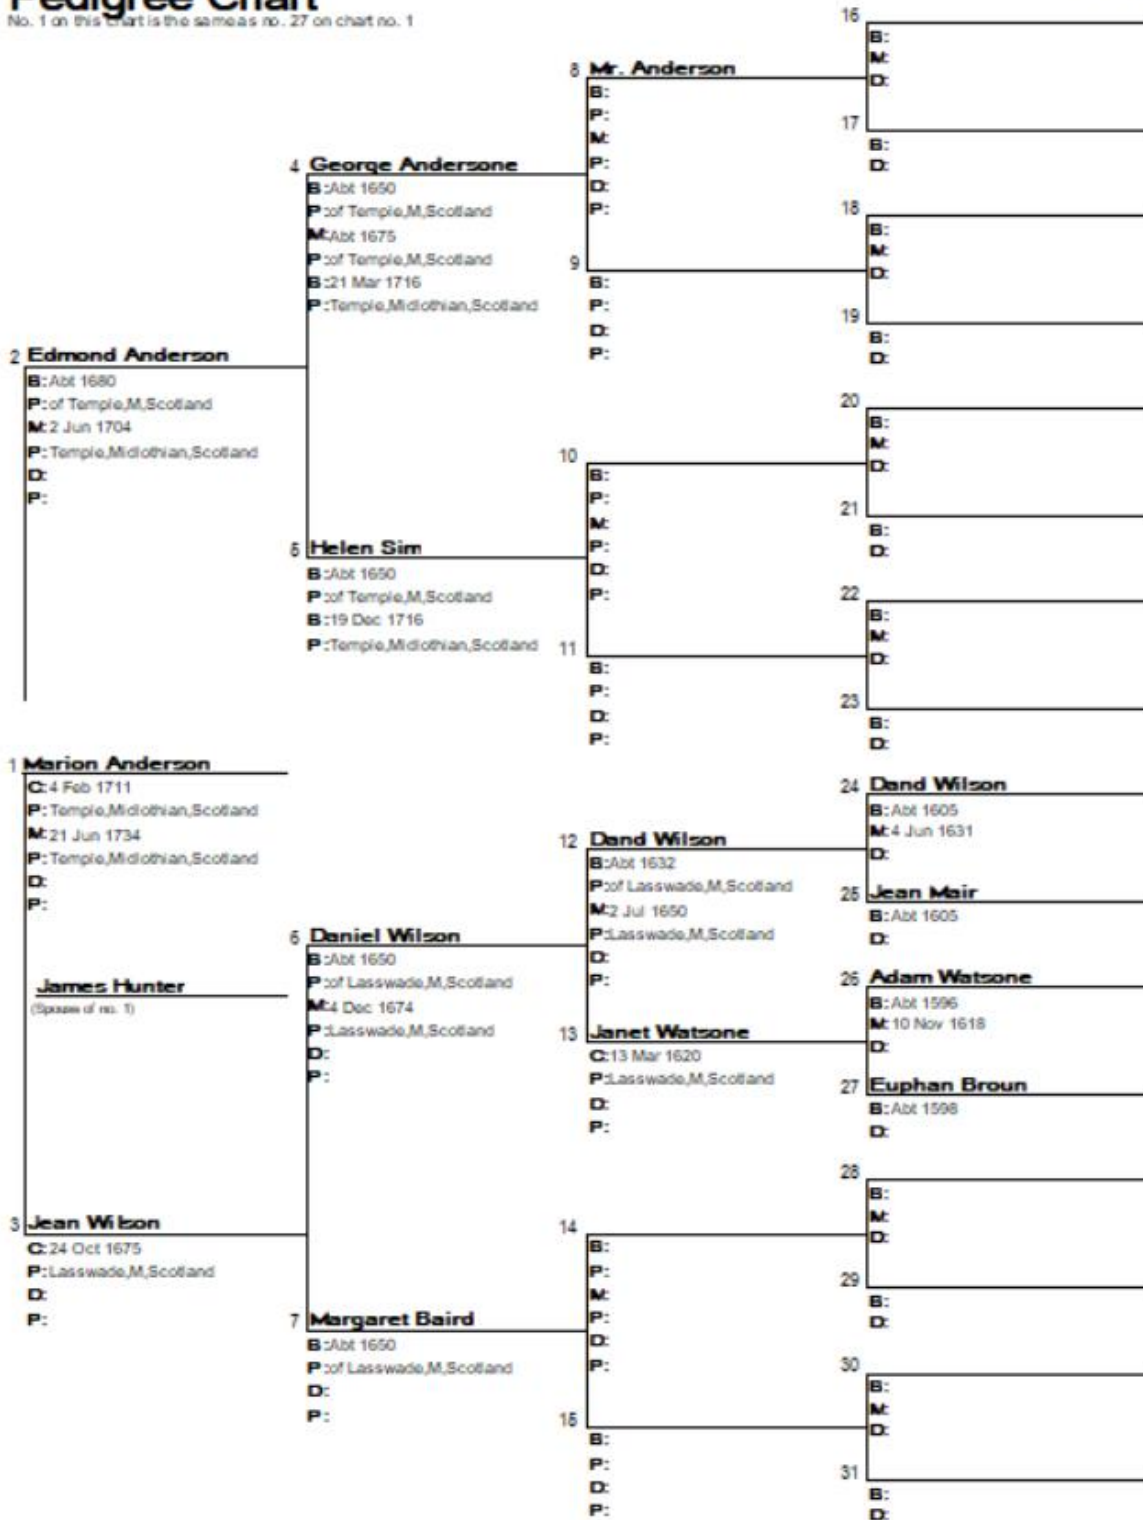 Pedigree Chart
No. 1 on this chart is the same as no. 27 on chart no. 1
16
B:
M:
D:
8 Mr. Anderson
B:
P:
M:
P:
D:
P:
17
B:
D:
4 George Andersone
B: Abt 1650
P: of Temple,M,Scotland
M: Abt 1675
P: of Temple,M,Scotland
B: 21 Mar 1716
P: Temple,Midlothian,Scotland
18
B:
M:
D:
9
B:
P:
D:
P:
19
B:
D:
2 Edmond Anderson
B: Abt 1680
P: of Temple,M,Scotland
M: 2 Jun 1704
P: Temple,Midlothian,Scotland
D:
P:
20
B:
M:
D:
10
B:
P:
M:
P:
D:
P:
21
B:
D:
5 Helen Sim
B: Abt 1650
P: of Temple,M,Scotland
B: 19 Dec 1716
P: Temple,Midlothian,Scotland
22
B:
M:
D:
11
B:
P:
D:
P:
23
B:
D:
1 Marion Anderson
C: 4 Feb 1711
P: Temple,Midlothian,Scotland
M: 21 Jun 1734
P: Temple,Midlothian,Scotland
D:
P:
24 Dand Wilson
B: Abt 1605
M: 4 Jun 1631
D:
12 Dand Wilson
B: Abt 1632
P: of Lasswade,M,Scotland
M: 2 Jul 1650
P: Lasswade,M,Scotland
D:
P:
25 Jean Mair
B: Abt 1605
D:
6 Daniel Wilson
B: Abt 1650
P: of Lasswade,M,Scotland
M: 4 Dec 1674
P: Lasswade,M,Scotland
D:
P:
James Hunter
(Spouse of no. 1)
26 Adam Watsone
B: Abt 1596
M: 10 Nov 1618
D:
13 Janet Watsone
C: 13 Mar 1620
P: Lasswade,M,Scotland
D:
P:
27 Euphan Broun
B: Abt 1598
D:
28
B:
M:
D:
3 Jean Wilson
C: 24 Oct 1675
P: Lasswade,M,Scotland
D:
P:
14
B:
P:
M:
P:
D:
P:
29
B:
D:
7 Margaret Baird
B: Abt 1650
P: of Lasswade,M,Scotland
D:
P:
30
B:
M:
D:
15
B:
P:
D:
P:
31
B:
D: